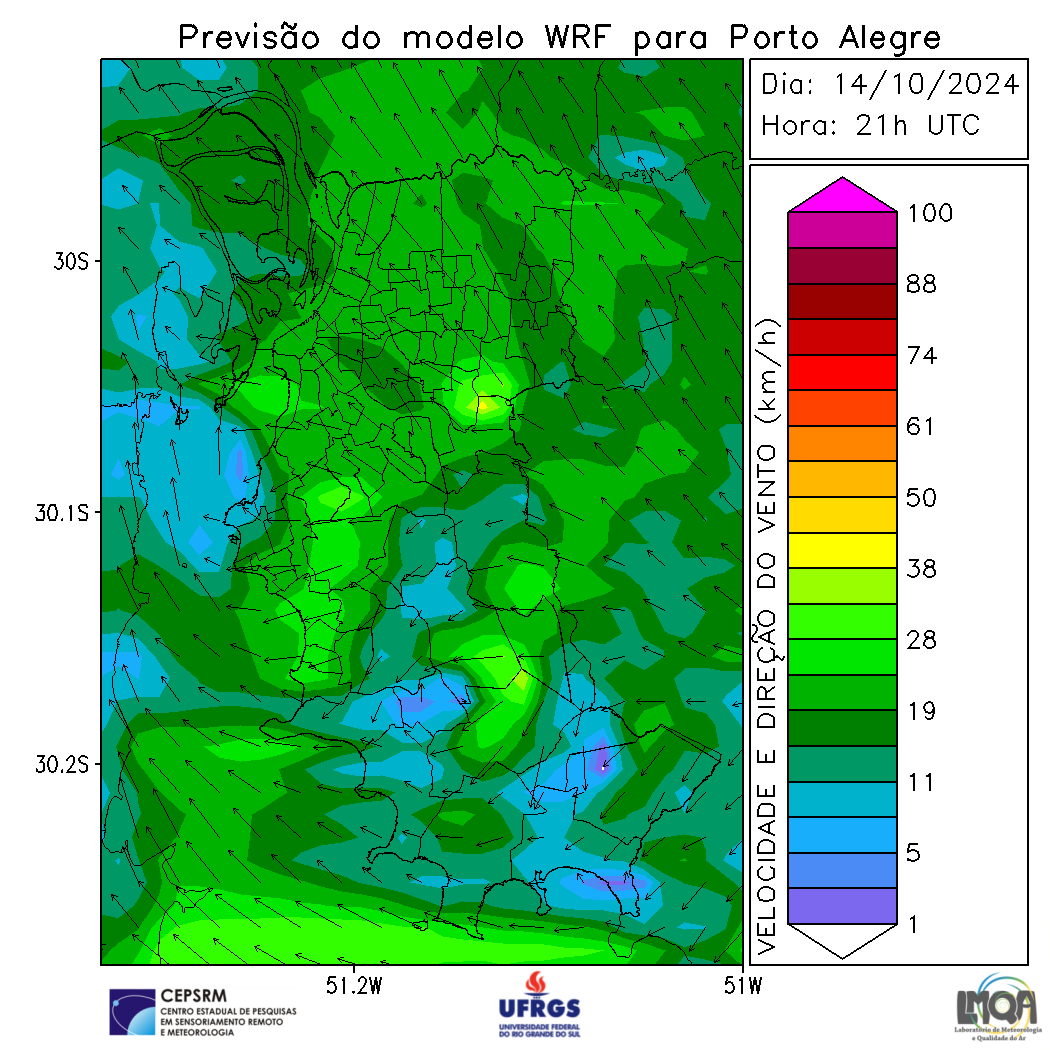 Previsão do modelo WRF para Porto Alegre
Dia: 14/10/2024
Hora: 21h UTC
30S
30.1S
30.2S
51.2W
51W
VELOCIDADE E DIREÇÃO DO VENTO (km/h)
100
88
74
61
50
38
28
19
11
5
1
CEPSRM
CENTRO ESTADUAL DE PESQUISAS
EM SENSORIAMENTO REMOTO
E METEOROLOGIA
UFRGS
UNIVERSIDADE FEDERAL
DO RIO GRANDE DO SUL
LMQA
Laboratório de Meteorologia
e Qualidade do Ar